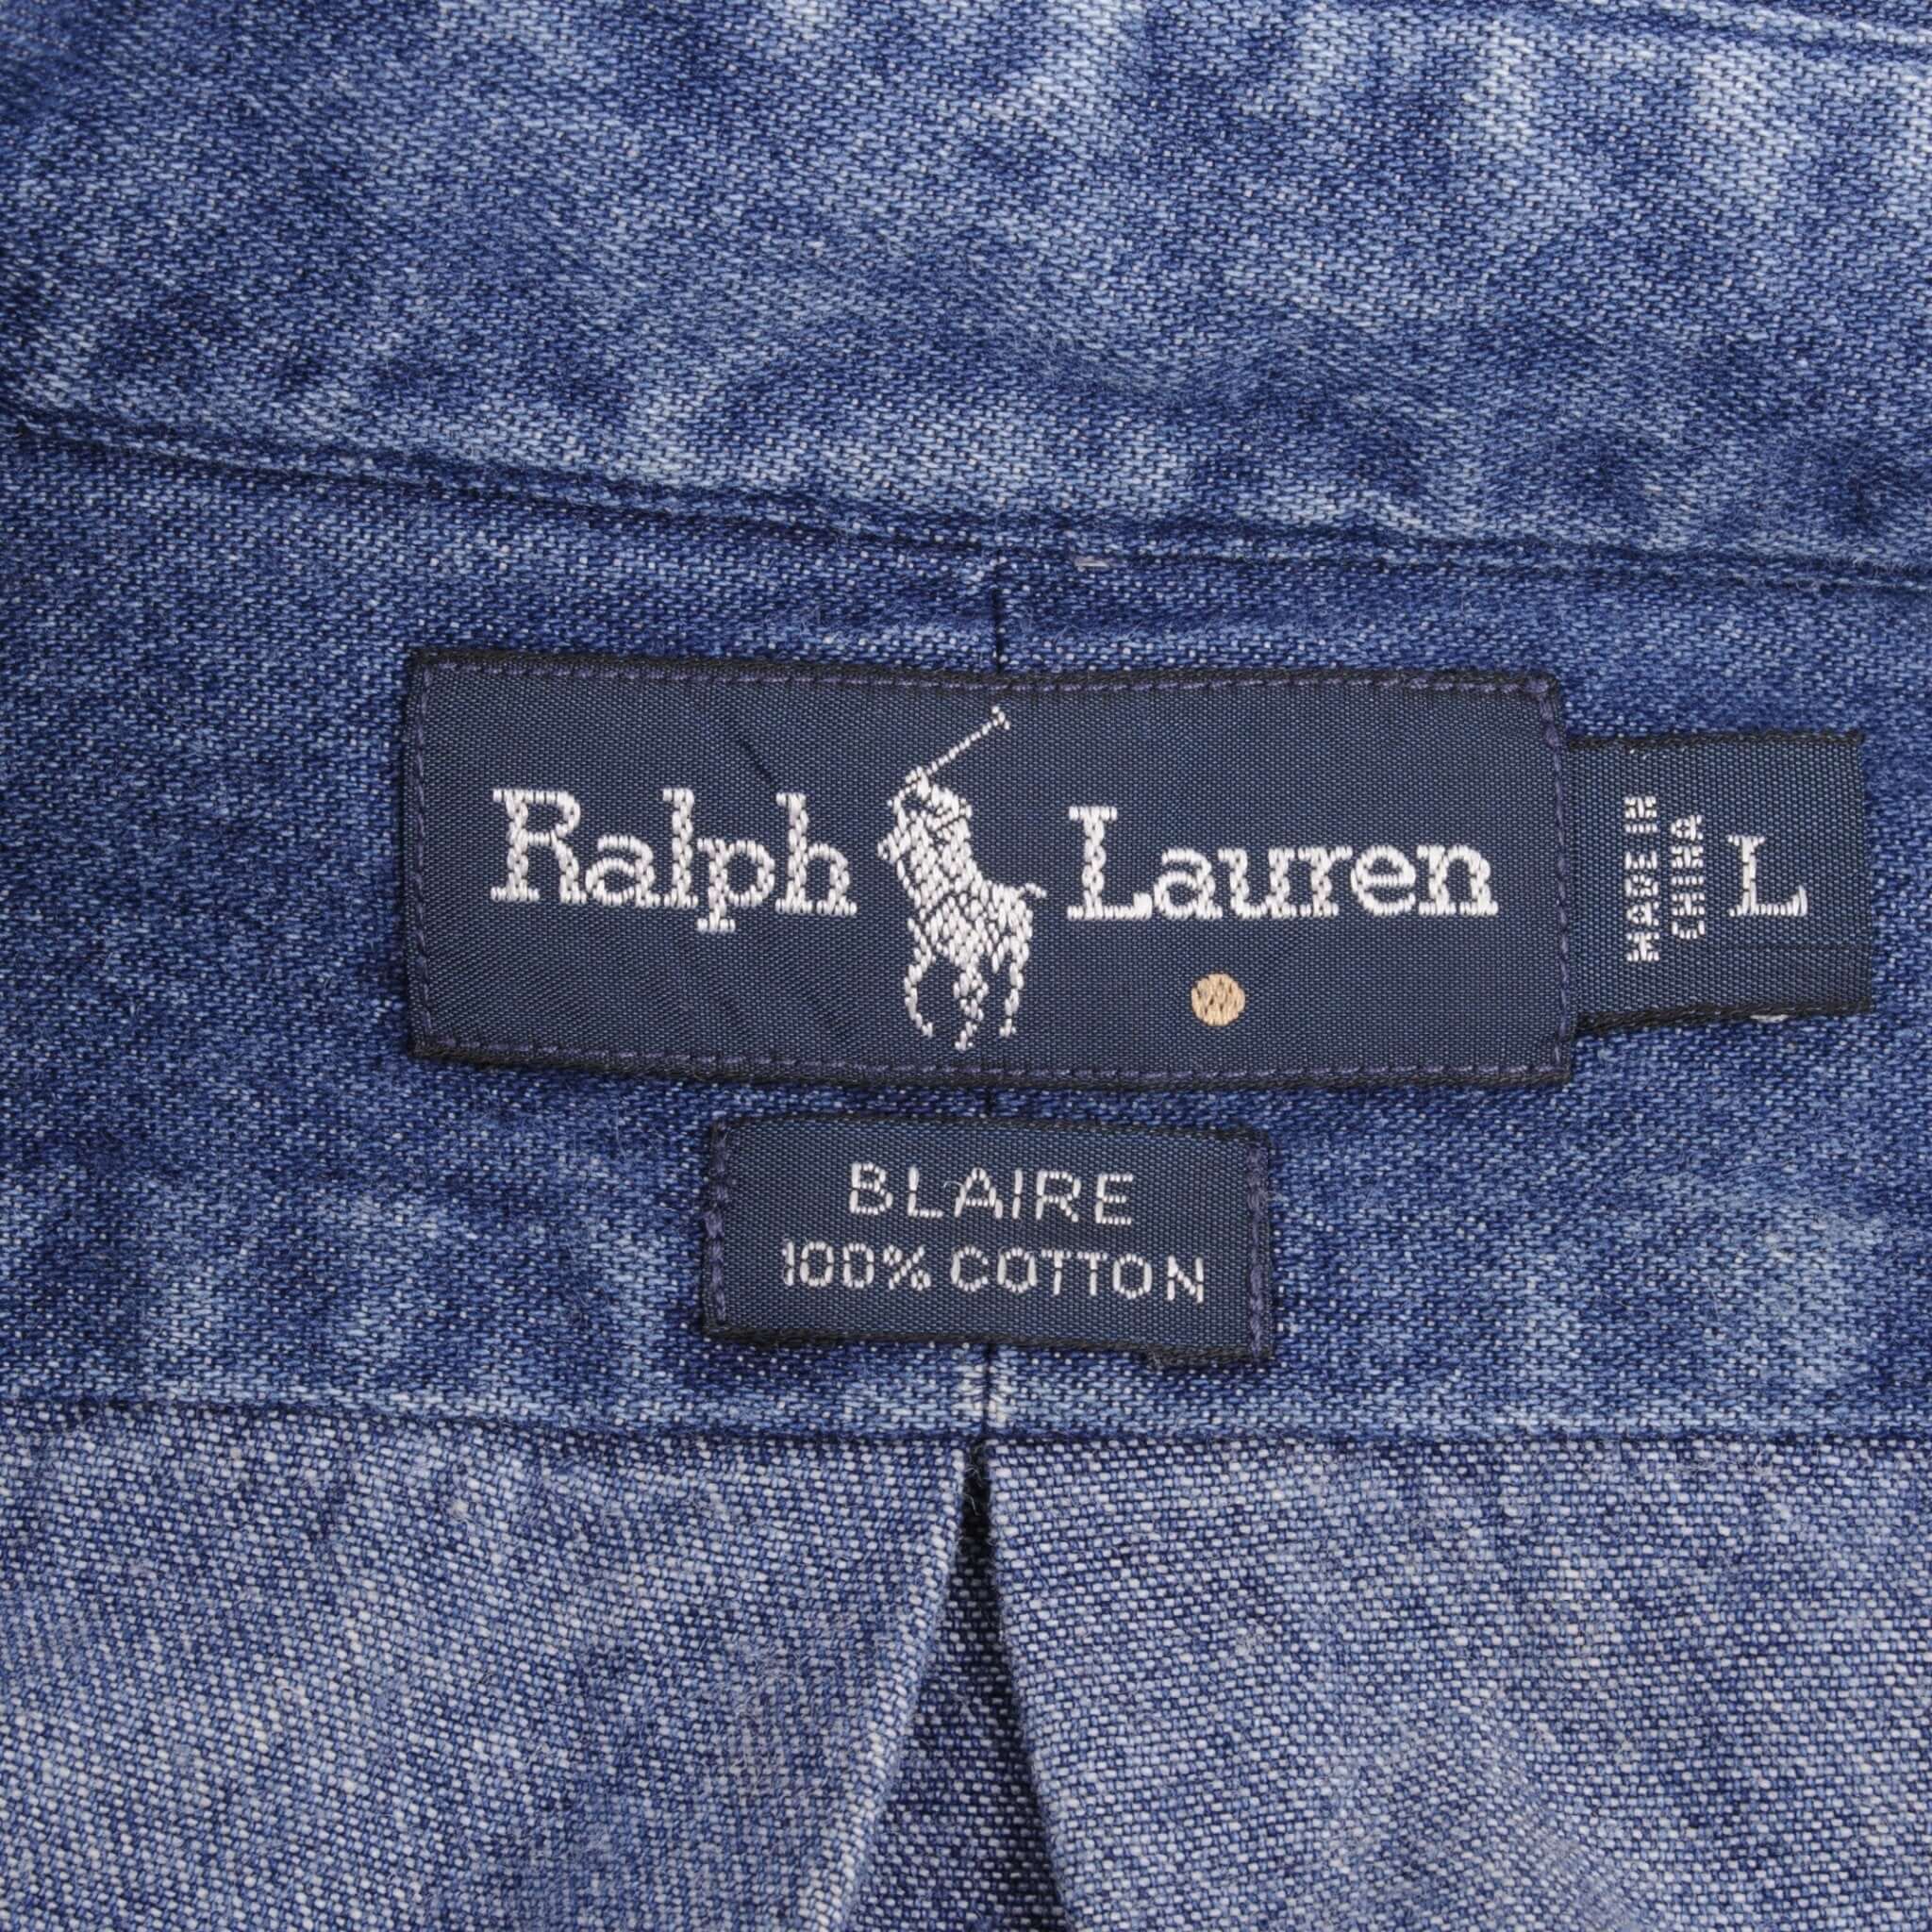 Ralph Lauren
MADE IN
CHINA
L
BLAIRE
100% COTTON